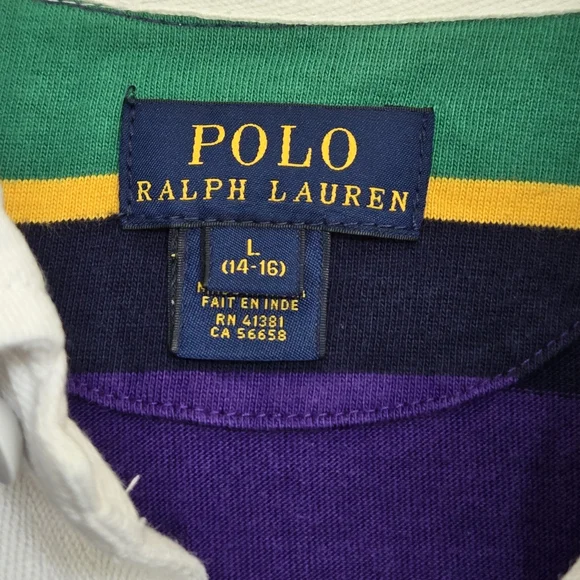 POLO
RALPH LAUREN
L
(14-16)
FAIT EN INDE
RN 41381
CA 56658